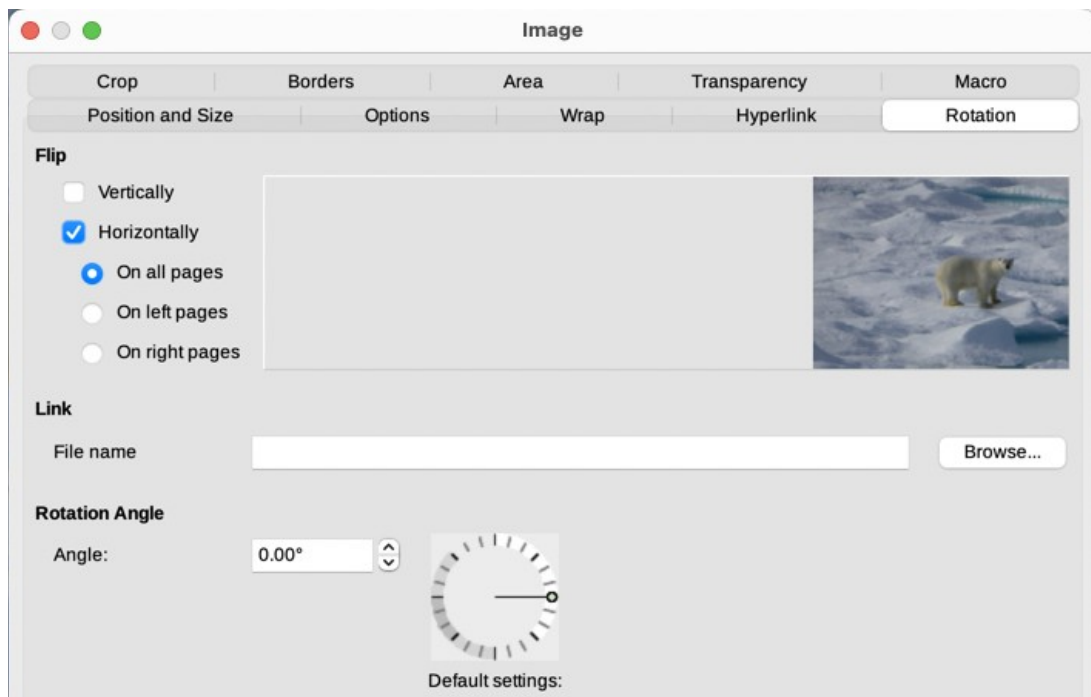 Image
Crop Borders Area Transparency Macro
Position and Size Options Wrap Hyperlink Rotation
Flip
Vertically
Horizontally
On all pages
On left pages
On right pages
Link
File name Browse...
Rotation Angle
Angle: 0.00°
Default settings: